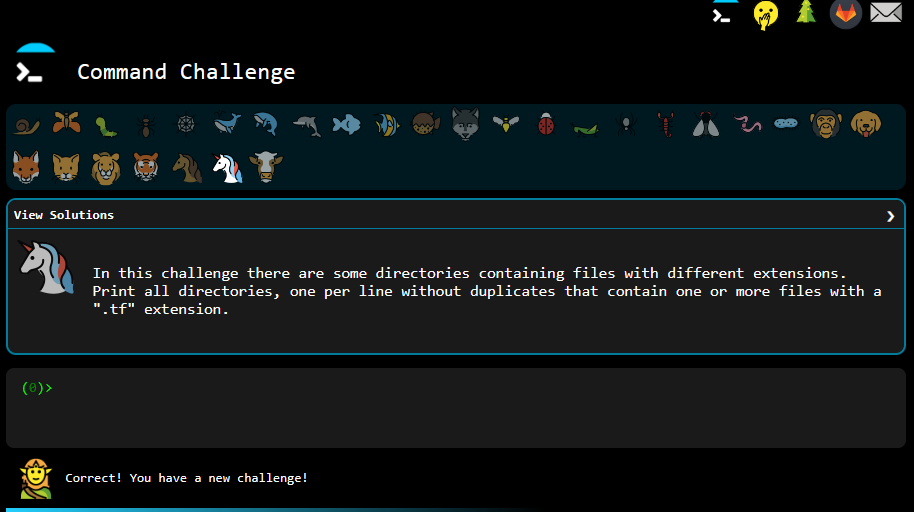 Command Challenge
View Solutions
In this challenge there are some directories containing files with different extensions.
Print all directories, one per line without duplicates that contain one or more files with a
".tf" extension.
(0)>
Correct! You have a new challenge!